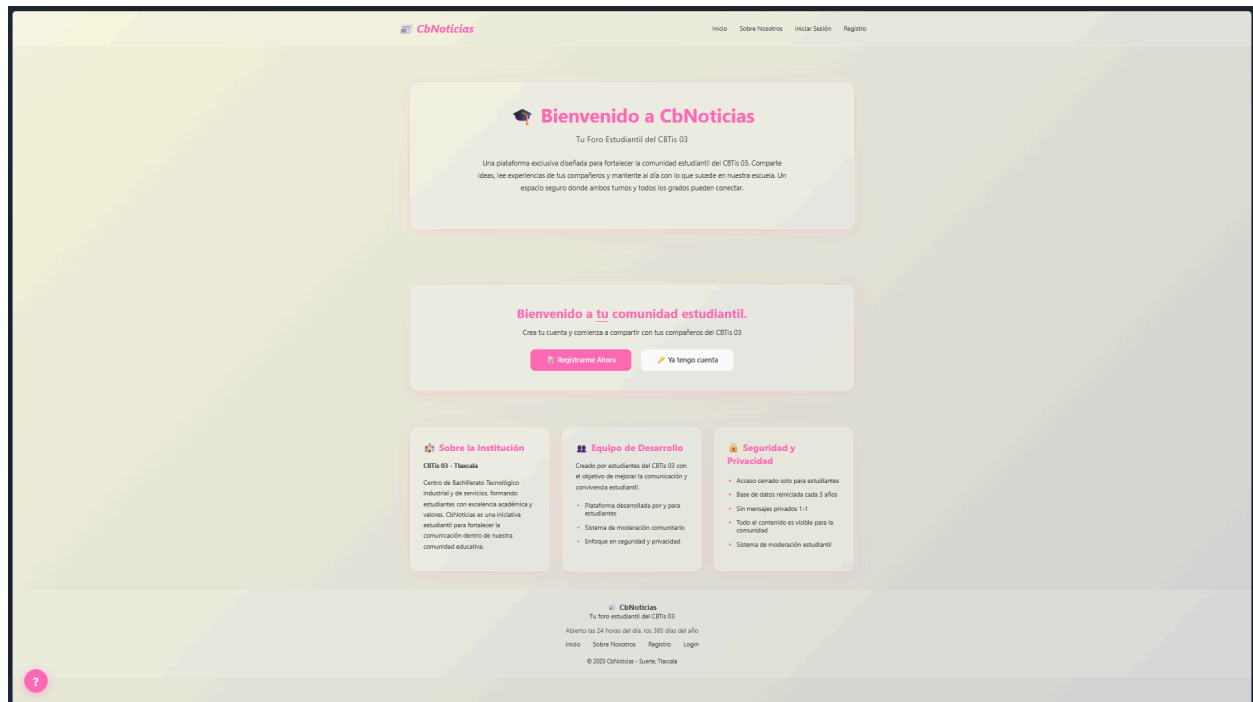 CbNoticias
Inicio Sobre Nosotros Iniciar Sesión Registro
Bienvenido a CbNoticias
Tu Foro Estudiantil del CBTis 03
Una plataforma exclusiva diseñada para fortalecer la comunidad estudiantil del CBTis 03. Comparte
ideas, lee experiencias de tus compañeros y mantente al día con lo que sucede en nuestra escuela. Un
espacio seguro donde ambos turnos y todos los grados pueden conectar.
Bienvenido a tu comunidad estudiantil.
Crea tu cuenta y comienza a compartir con tus compañeros del CBTis 03
Registrarme Ahora
Ya tengo cuenta
Sobre la Institución
CBTis 03 - Tlaxcala
Centro de Bachillerato Tecnológico
industrial y de servicios, formando
estudiantes con excelencia académica y
valores. CbNoticias es una iniciativa
estudiantil para fortalecer la
comunicación dentro de nuestra
comunidad educativa.
Equipo de Desarrollo
Creado por estudiantes del CBTis 03 con
el objetivo de mejorar la comunicación y
convivencia estudiantil.
Plataforma desarrollada por y para
estudiantes
Sistema de moderación comunitario
Enfoque en seguridad y privacidad
Seguridad y
Privacidad
Acceso cerrado solo para estudiantes
Base de datos reiniciada cada 3 años
Sin mensajes privados 1-1
Todo el contenido es visible para la
comunidad
Sistema de moderación estudiantil
CbNoticias
Tu foro estudiantil del CBTis 03
Abierto las 24 horas del día, los 365 días del año
Inicio Sobre Nosotros Registro Login
© 2025 CbNoticias - Suerte, Tlaxcala
?